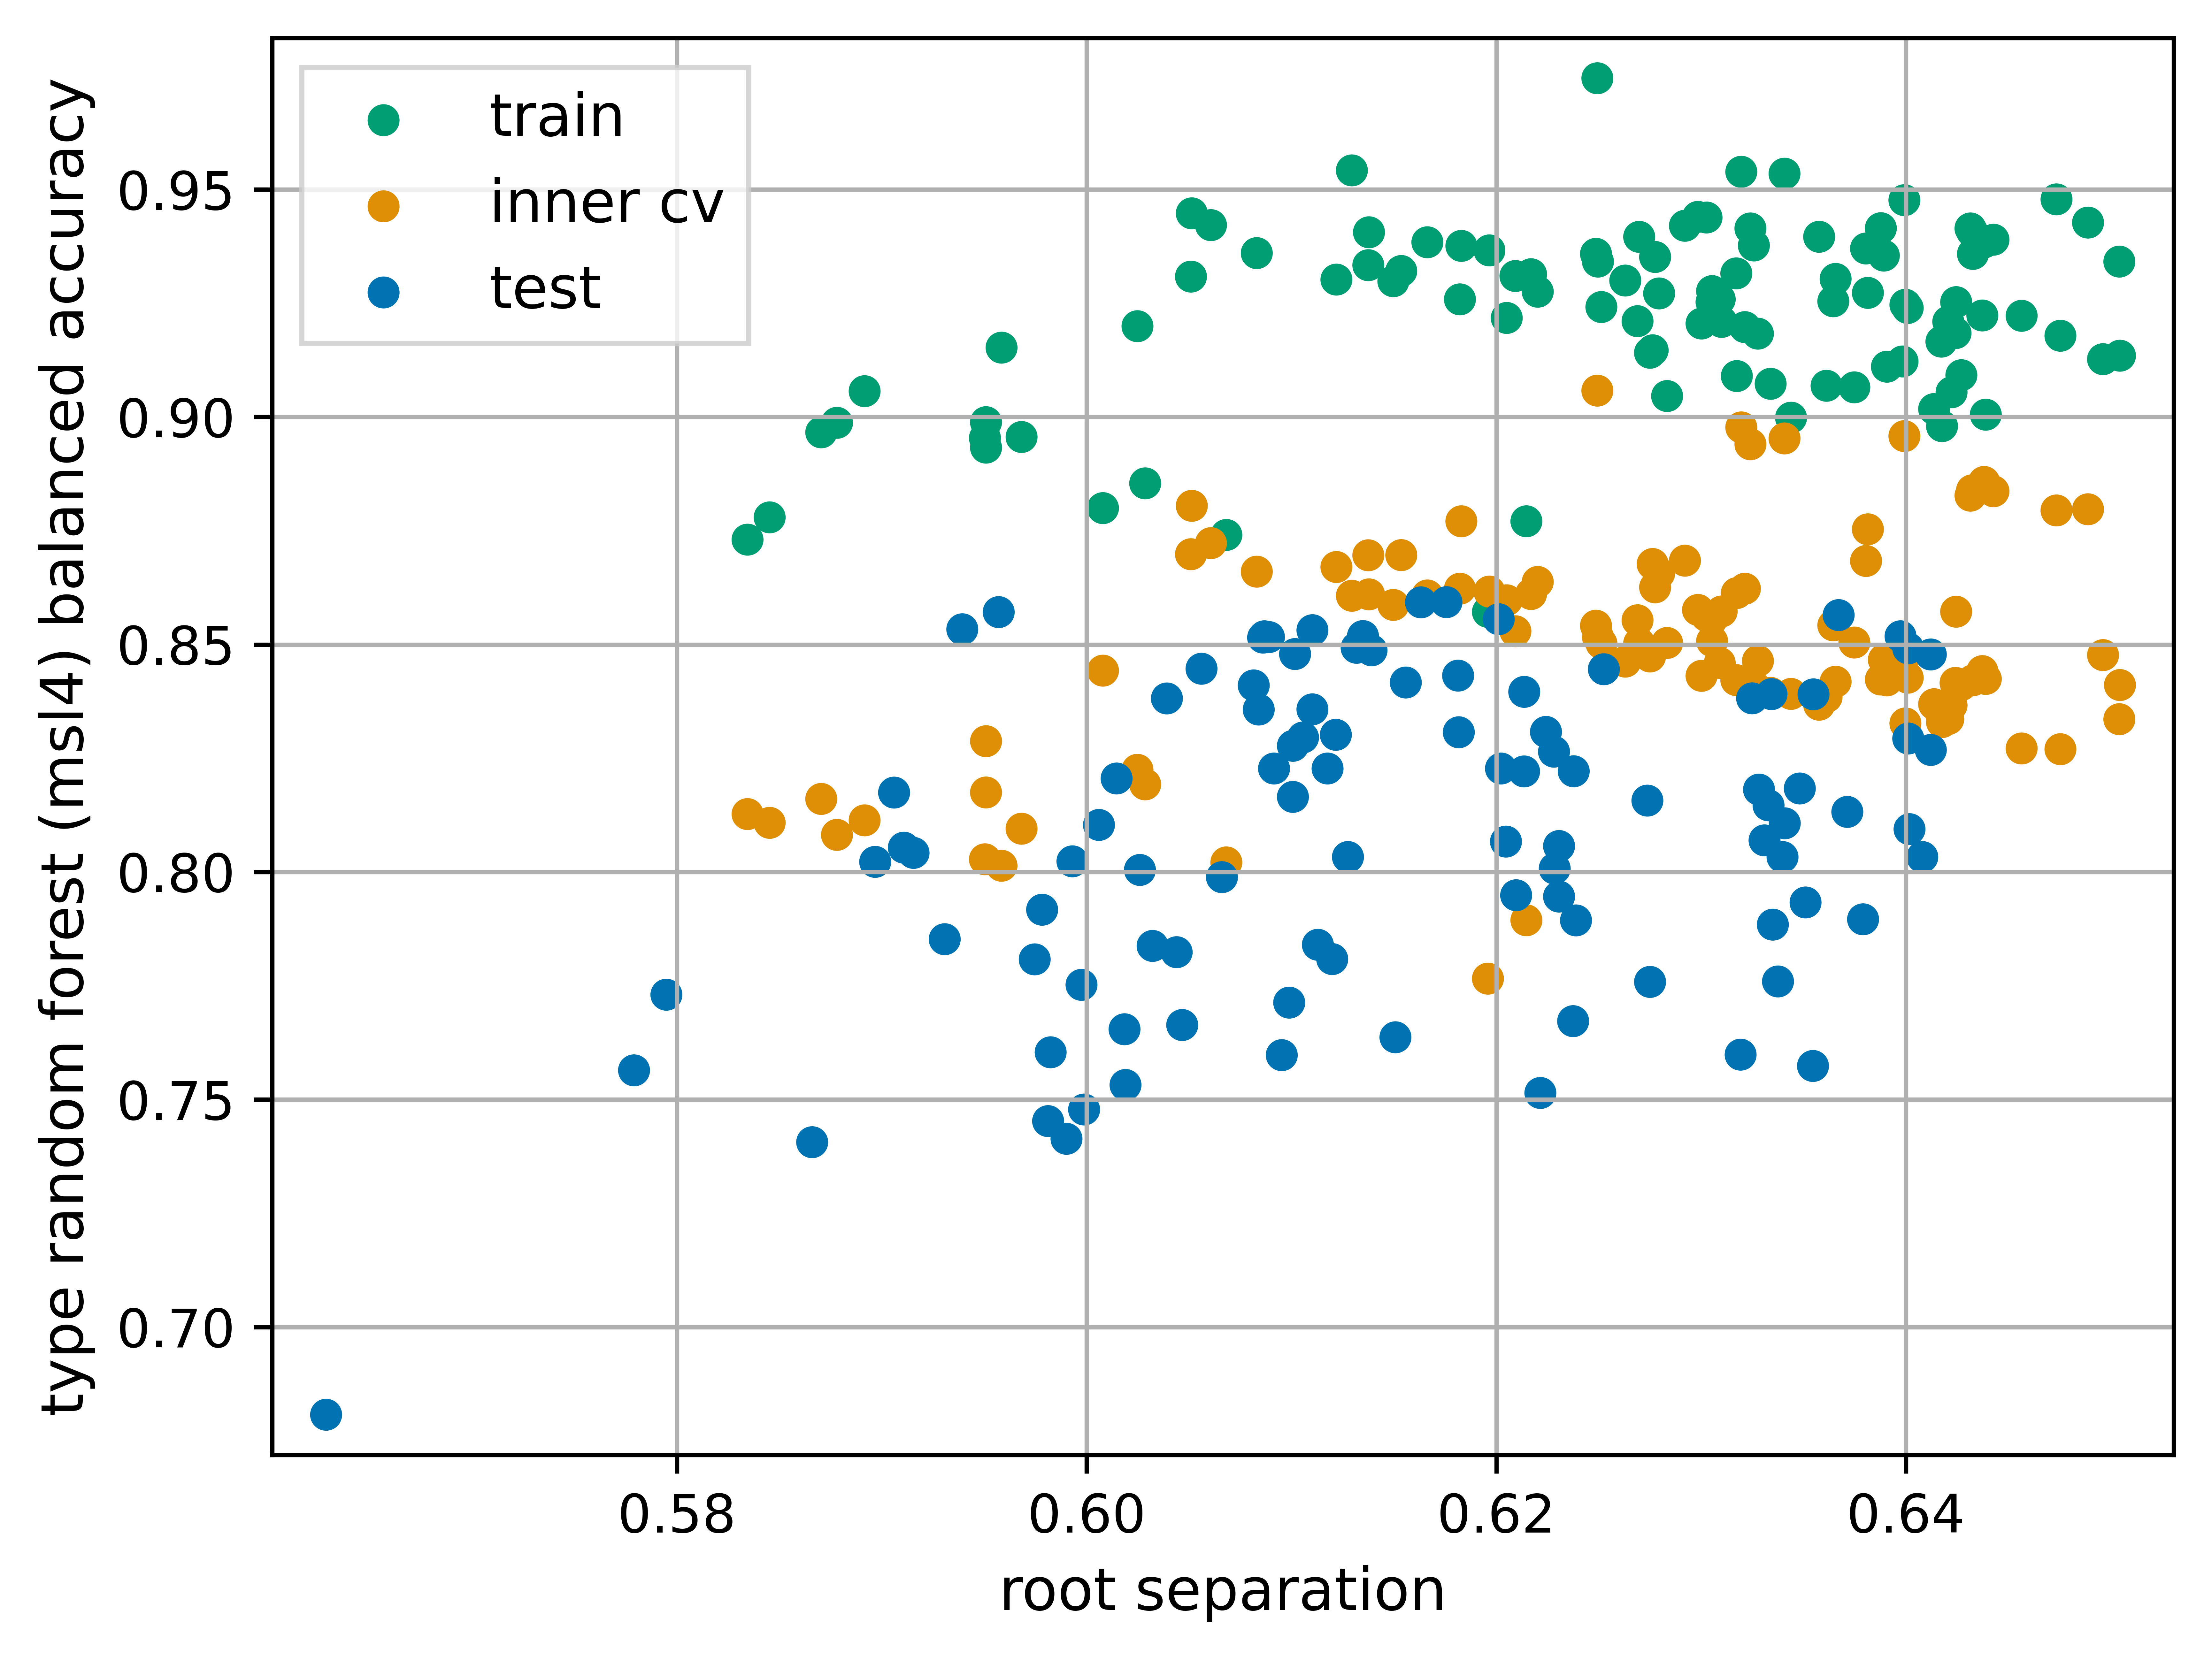 train
inner cv
test
type random forest (msl4) balanced accuracy
0.95
0.90
0.85
0.80
0.75
0.70
0.58
0.60
0.62
0.64
root separation